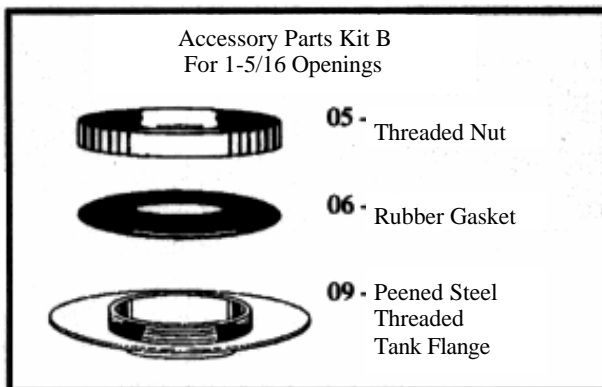 Accessory Parts Kit B
For 1-5/16 Openings
05 - Threaded Nut
06 - Rubber Gasket
09 - Peened Steel
Threaded
Tank Flange